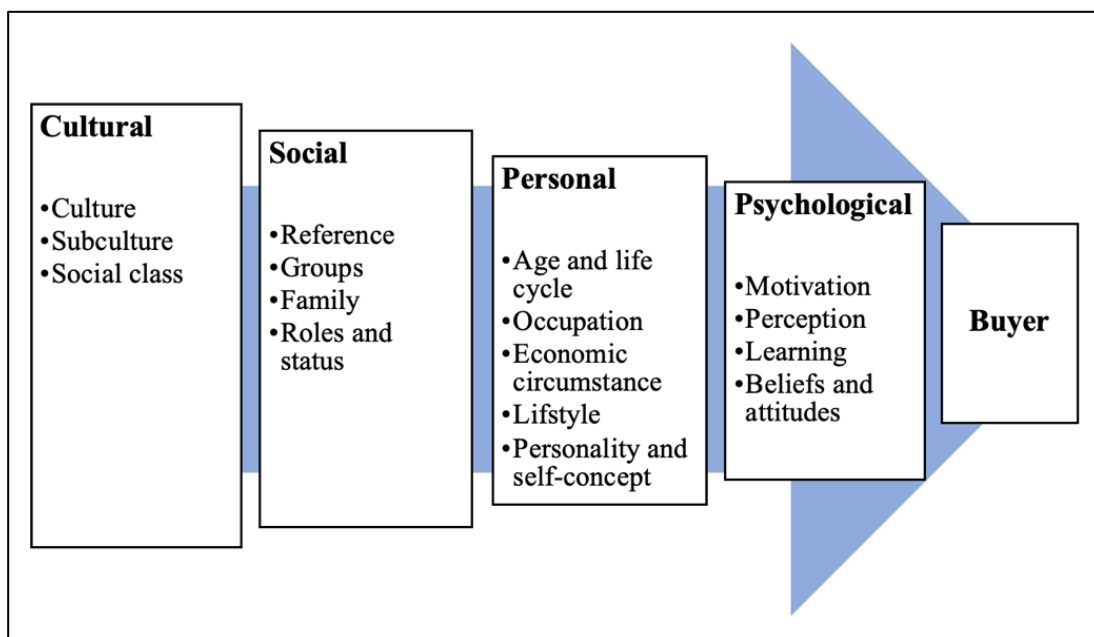 Cultural
•Culture
•Subculture
•Social class
Social
•Reference
•Groups
•Family
•Roles and
status
Personal
•Age and life
cycle
•Occupation
•Economic
circumstance
•Lifstyle
•Personality and
self-concept
Psychological
•Motivation
•Perception
•Learning
•Beliefs and
attitudes
Buyer